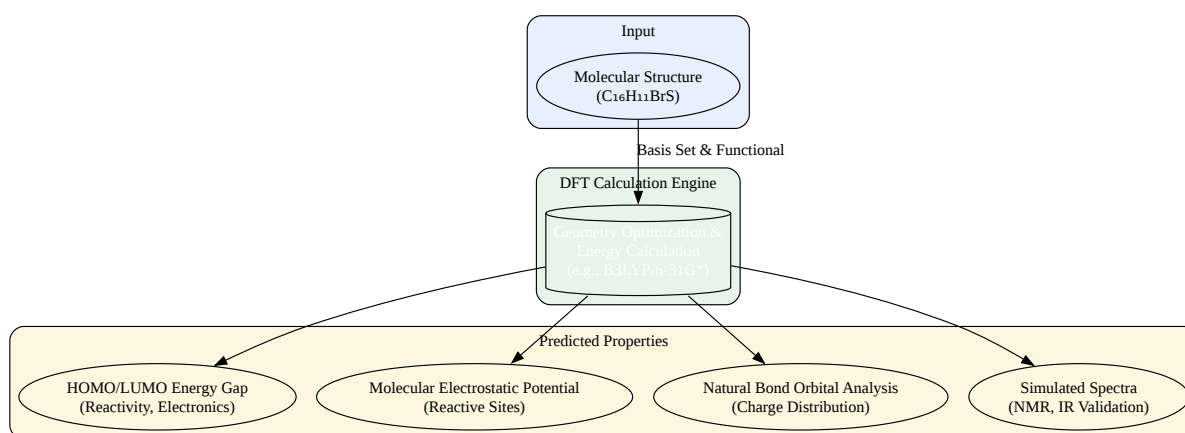 Input
Molecular Structure
(C₁₆H₁₁BrS)
Basis Set & Functional
DFT Calculation Engine
Geometry Optimization &
Energy Calculation
(e.g., B3LYP/6-31G*)
Predicted Properties
HOMO/LUMO Energy Gap
(Reactivity, Electronics)
Molecular Electrostatic Potential
(Reactive Sites)
Natural Bond Orbital Analysis
(Charge Distribution)
Simulated Spectra
(NMR, IR Validation)